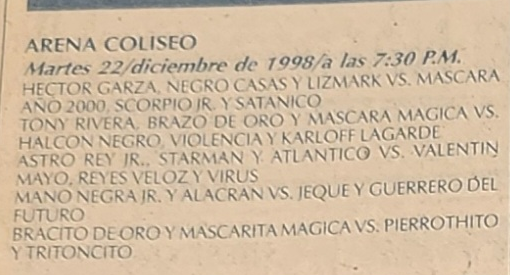 ARENA COLISEO
Martes 22/diciembre de 1998/a las 7:30 P.M.
HECTOR GARZA, NEGRO CASAS Y LIZMARK VS. MASCARA
AÑO 2000, SCORPIO JR. Y SATANICO
TONY RIVERA, BRAZO DE ORO Y MASCARA MAGICA VS.
HALCON NEGRO, VIOLENCIA Y KARLOFF LAGARDE
ASTRO REY JR., STARMAN Y ATLANTICO VS. VALENTIN
MAYO, REYES VELOZ Y VIRUS
MANO NEGRA JR. Y ALACRAN VS. JEQUE Y GUERRERO DEL
FUTURO
BRACITO DE ORO Y MASCARITA MAGICA VS. PIERROTHITO
Y TRITONCITO